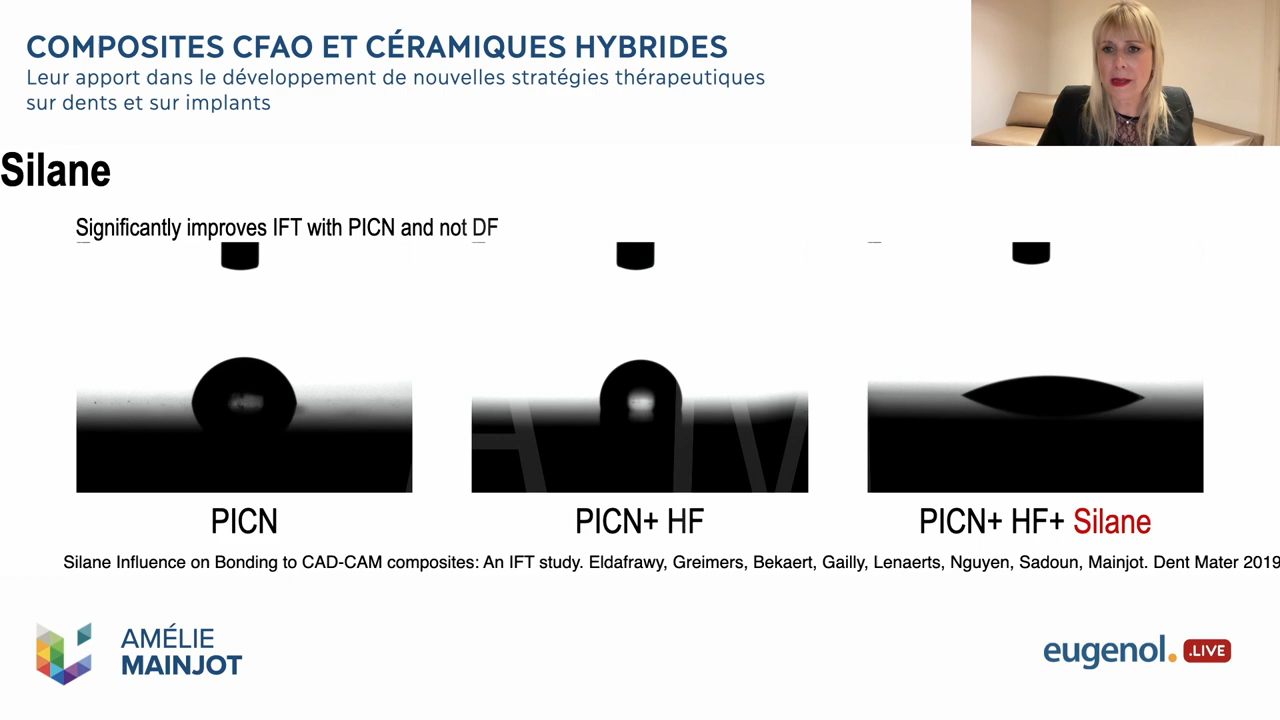 COMPOSITES CFAO ET CÉRAMIQUES HYBRIDES
Leur apport dans le développement de nouvelles stratégies thérapeutiques
sur dents et sur implants
Silane
Significantly improves IFT with PICN and not DF
PICN
PICN+ HF
PICN+ HF+ Silane
Silane Influence on Bonding to CAD-CAM composites: An IFT study. Eldafrawy, Greimers, Bekaert, Gailly, Lenaerts, Nguyen, Sadoun, Mainjot. Dent Mater 2019
AMÉLIE
MAINJOT
eugenol. .LIVE